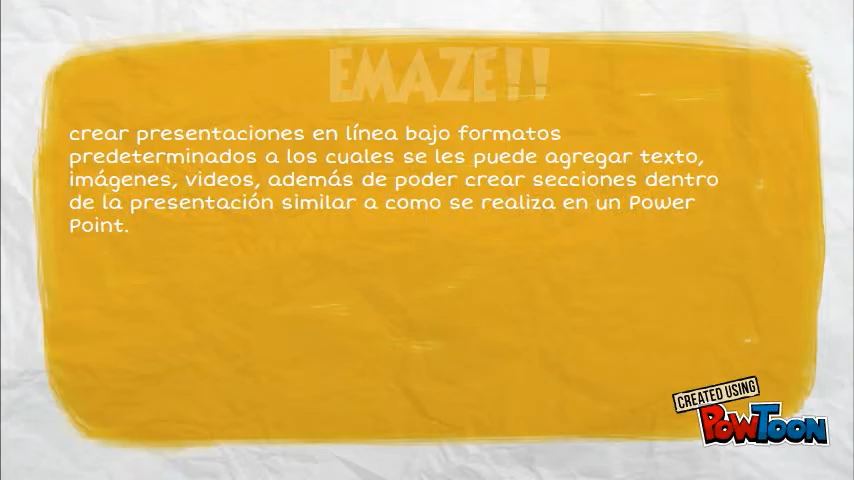 EMAZE!!
crear presentaciones en línea bajo formatos
predeterminados a los cuales se les puede agregar texto,
imágenes, videos, además de poder crear secciones dentro
de la presentación similar a como se realiza en un Power
Point.
CREATED USING
POWTOON